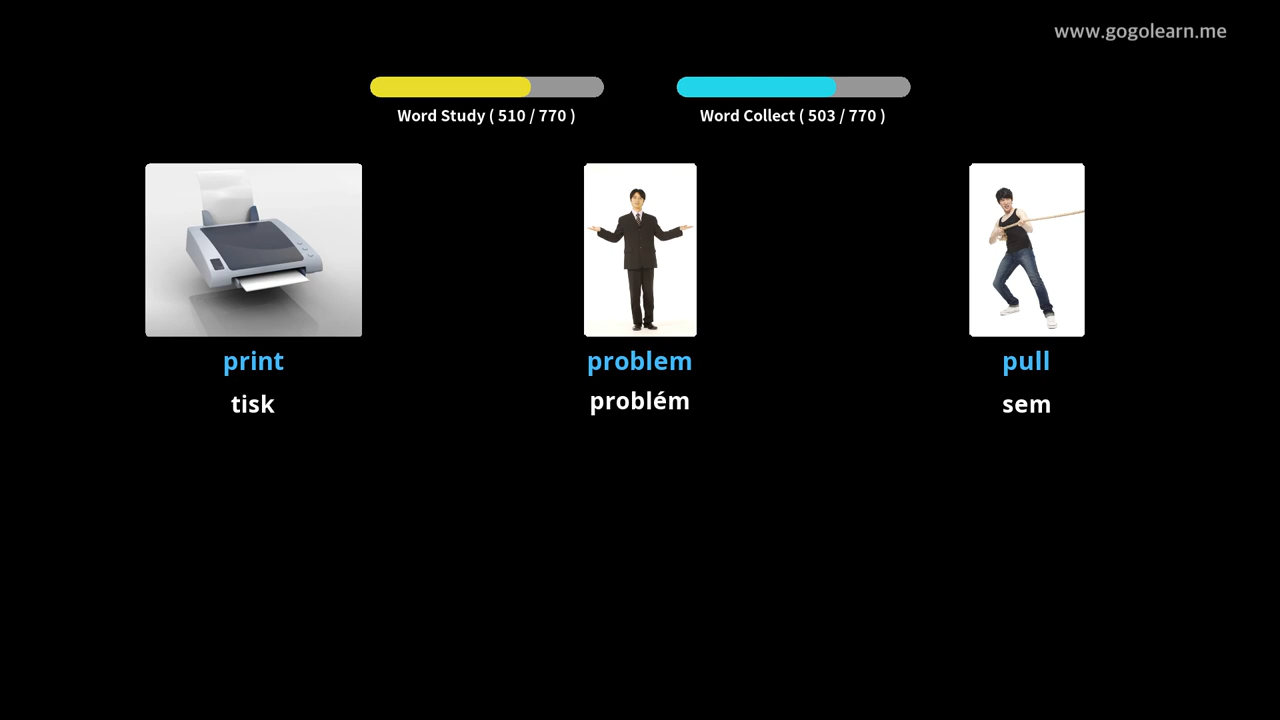 www.gogolearn.me
Word Study ( 510 / 770 )
Word Collect ( 503 / 770 )
print
problem
pull
tisk
problém
sem